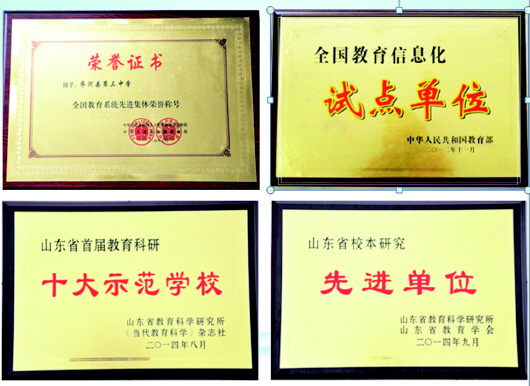 荣誉证书
授予:齐河县第三中学
全国教育系统先进集体荣誉称号
全国教育信息化
试点单位
中华人民共和国教育部
二〇一二年十一月
山东省首届教育科研
十大示范学校
山东省教育科学研究所
《当代教育科学》杂志社
二〇一四年八月
山东省校本研究
先进单位
山东省教育科学研究所
山东省教育学会
二〇一四年九月